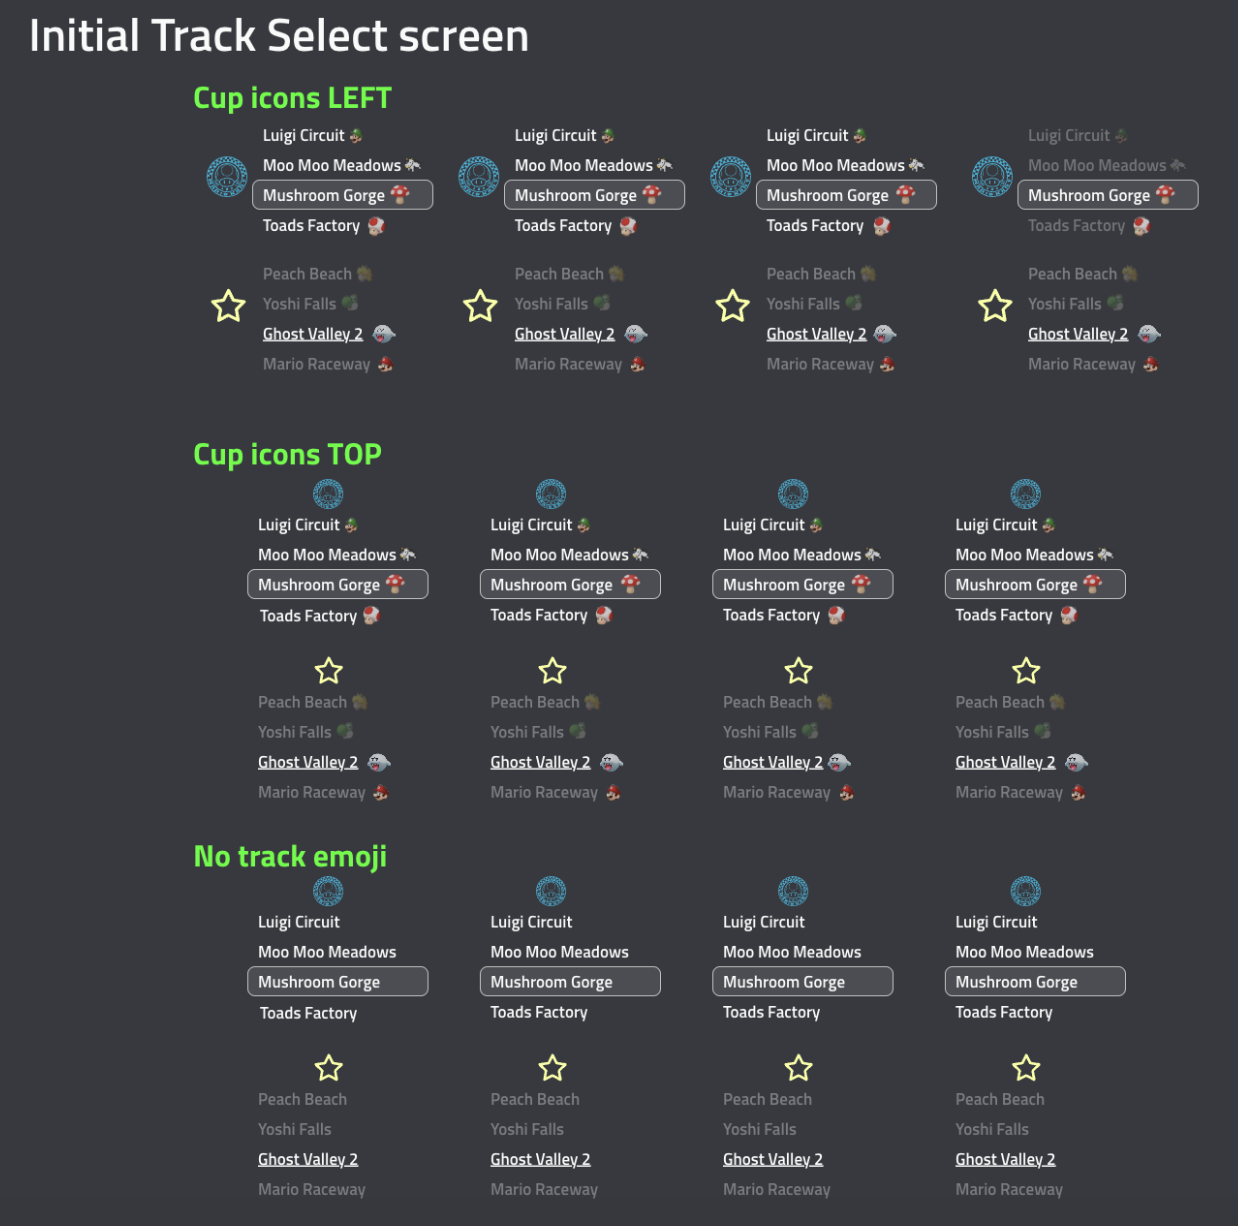 Initial Track Select screen
Cup icons LEFT
Luigi Circuit Luigi Circuit Luigi Circuit Luigi Circuit
Moo Moo Meadows Moo Moo Meadows Moo Moo Meadows Moo Moo Meadows
Mushroom Gorge Mushroom Gorge Mushroom Gorge Mushroom Gorge
Toads Factory Toads Factory Toads Factory Toads Factory
Peach Beach Peach Beach Peach Beach Peach Beach
Yoshi Falls Yoshi Falls Yoshi Falls Yoshi Falls
Ghost Valley 2 Ghost Valley 2 Ghost Valley 2 Ghost Valley 2
Mario Raceway Mario Raceway Mario Raceway Mario Raceway
Cup icons TOP
Luigi Circuit Luigi Circuit Luigi Circuit Luigi Circuit
Moo Moo Meadows Moo Moo Meadows Moo Moo Meadows Moo Moo Meadows
Mushroom Gorge Mushroom Gorge Mushroom Gorge Mushroom Gorge
Toads Factory Toads Factory Toads Factory Toads Factory
Peach Beach Peach Beach Peach Beach Peach Beach
Yoshi Falls Yoshi Falls Yoshi Falls Yoshi Falls
Ghost Valley 2 Ghost Valley 2 Ghost Valley 2 Ghost Valley 2
Mario Raceway Mario Raceway Mario Raceway Mario Raceway
No track emoji
Luigi Circuit Luigi Circuit Luigi Circuit Luigi Circuit
Moo Moo Meadows Moo Moo Meadows Moo Moo Meadows Moo Moo Meadows
Mushroom Gorge Mushroom Gorge Mushroom Gorge Mushroom Gorge
Toads Factory Toads Factory Toads Factory Toads Factory
Peach Beach Peach Beach Peach Beach Peach Beach
Yoshi Falls Yoshi Falls Yoshi Falls Yoshi Falls
Ghost Valley 2 Ghost Valley 2 Ghost Valley 2 Ghost Valley 2
Mario Raceway Mario Raceway Mario Raceway Mario Raceway